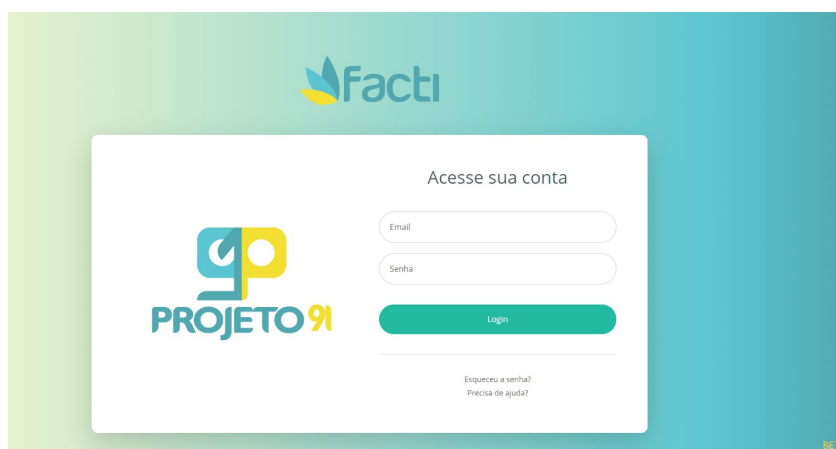 facti
Acesse sua conta
Email
Senha
PROJETO 91
Login
Esqueceu a senha?
Precisa de ajuda?